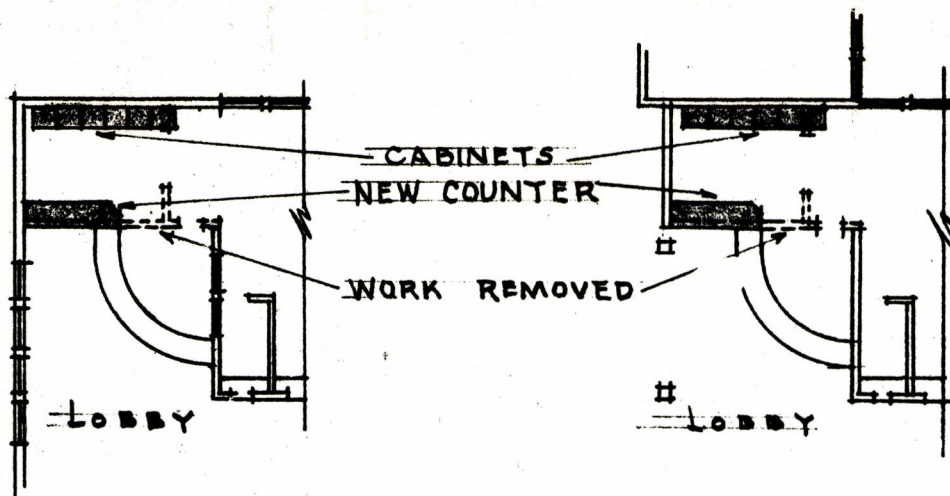 CABINETS
NEW COUNTER
WORK REMOVED
LOBBY
LOBBY